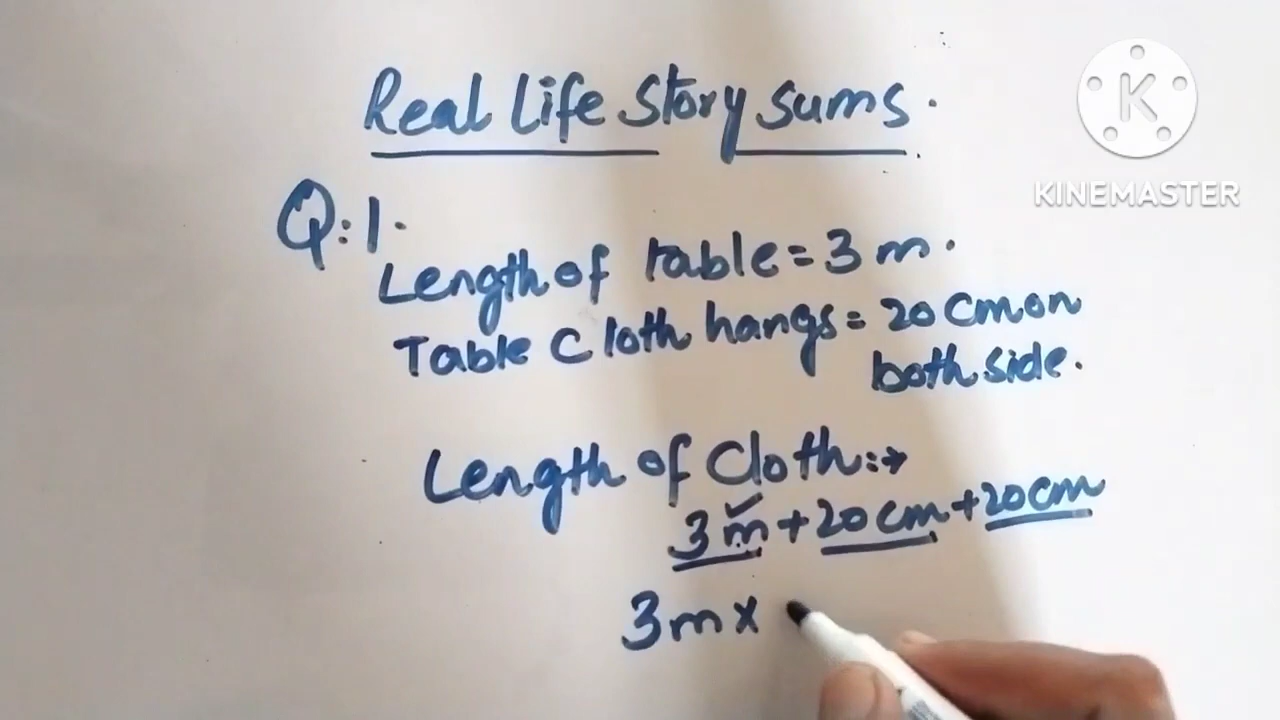 Real Life Story Sums.
K
KINEMASTER
Q:1.
Length of table = 3 m.
Table Cloth hangs = 20 cm on
both side.
Length of Cloth:→
3 m + 20 cm + 20 cm
3 m x